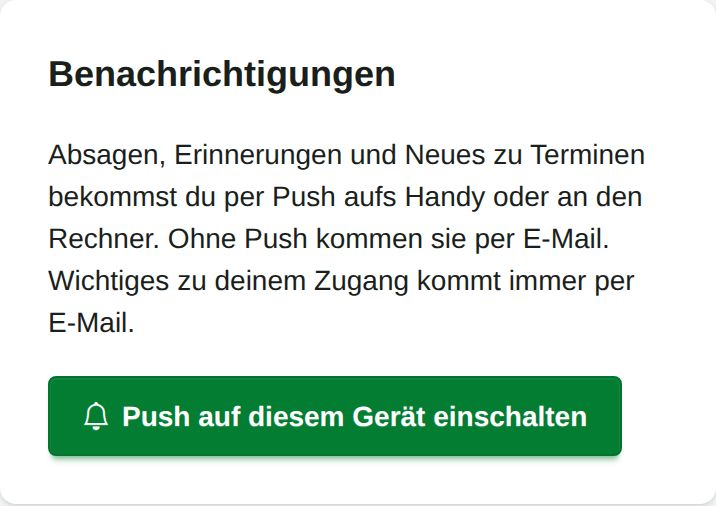 Benachrichtigungen
Absagen, Erinnerungen und Neues zu Terminen
bekommst du per Push aufs Handy oder an den
Rechner. Ohne Push kommen sie per E-Mail.
Wichtiges zu deinem Zugang kommt immer per
E-Mail.
Push auf diesem Gerät einschalten